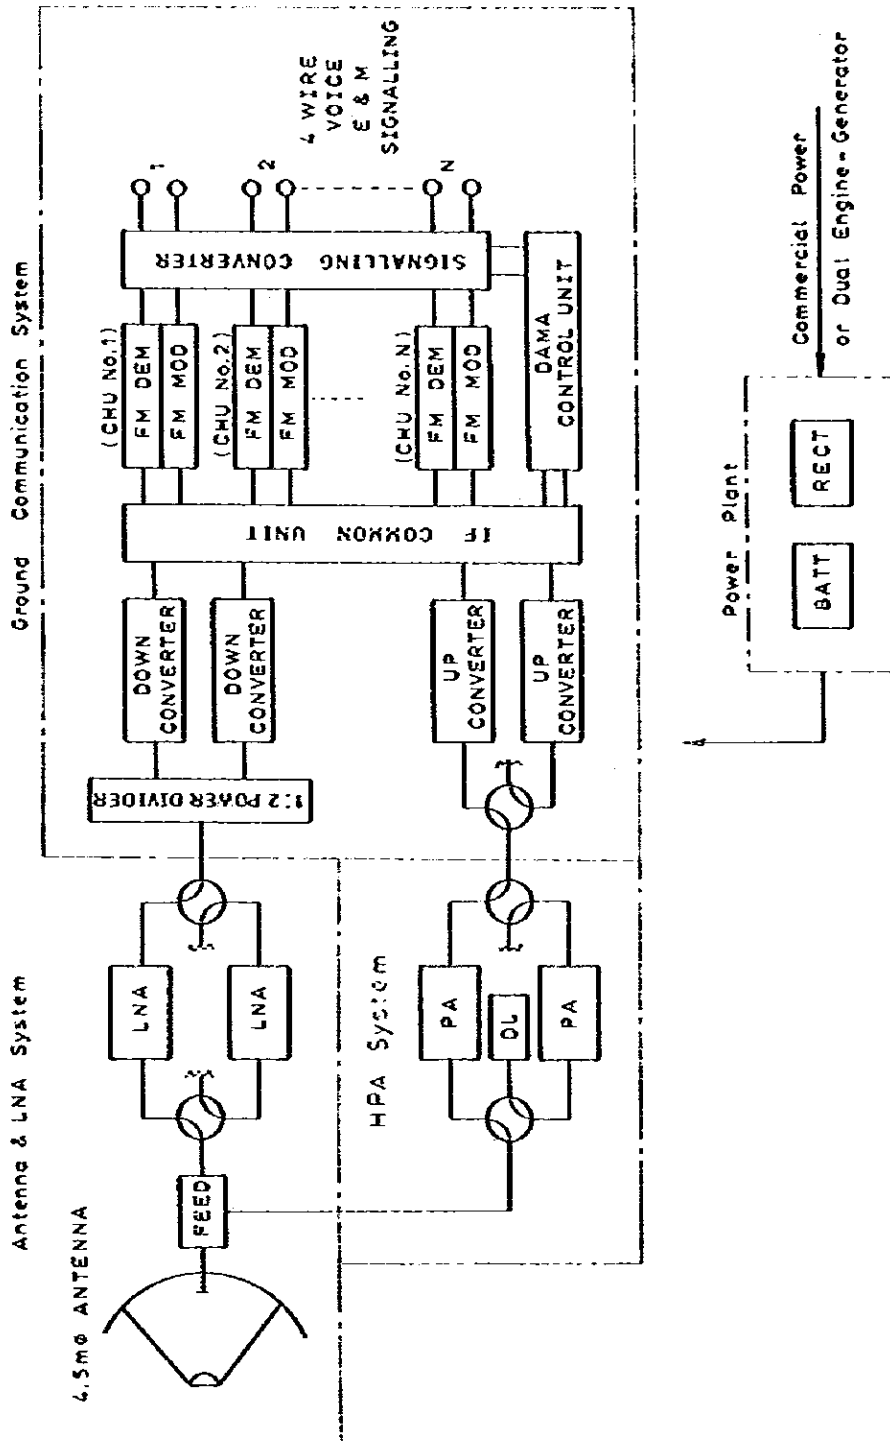 Antenna & LNA System
Ground Communication System
4.5mφ ANTENNA
FEED
LNA
LNA
1:2 POWER DIVIDER
DOWN
CONVERTER
DOWN
CONVERTER
IF COMMON UNIT
(CHU No.1)
FM DEM
FM MOD
(CHU No.2)
FM DEM
FM MOD
(CHU No.N)
FM DEM
FM MOD
SIGNALLING CONVERTER
1
2
N
4 WIRE
VOICE
E & M
SIGNALLING
DAMA
CONTROL UNIT
HPA System
PA
DL
PA
UP
CONVERTER
UP
CONVERTER
Power Plant
BATT
RECT
Commercial Power
or Dual Engine-Generator